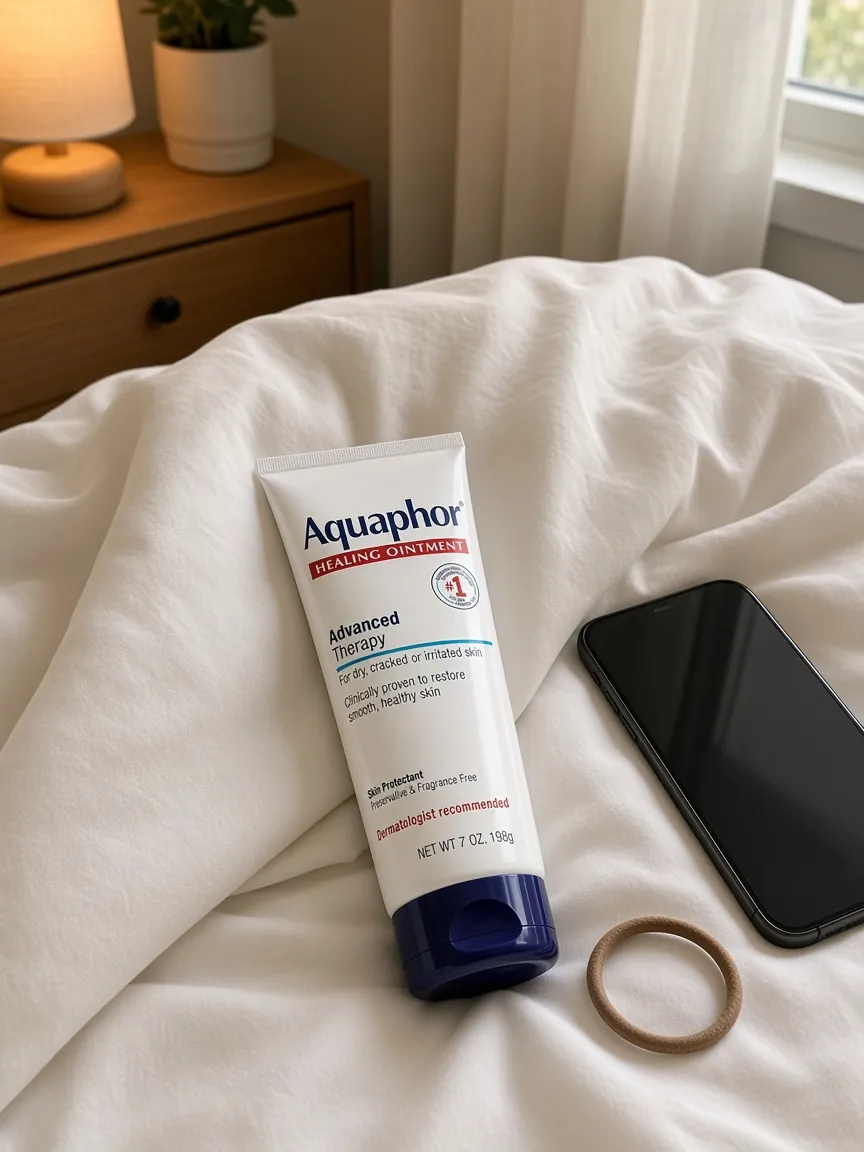 Aquaphor®
HEALING OINTMENT
#1
Advanced
Therapy
For dry, cracked or irritated skin
Clinically proven to restore
smooth, healthy skin
Skin Protectant
Preservative & Fragrance Free
Dermatologist recommended
NET WT 7 OZ. 198g